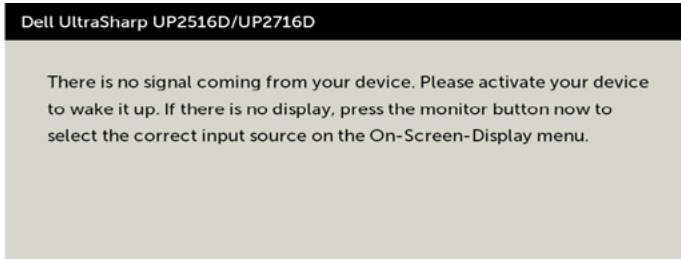 Dell UltraSharp UP2516D/UP2716D
There is no signal coming from your device. Please activate your device
to wake it up. If there is no display, press the monitor button now to
select the correct input source on the On-Screen-Display menu.